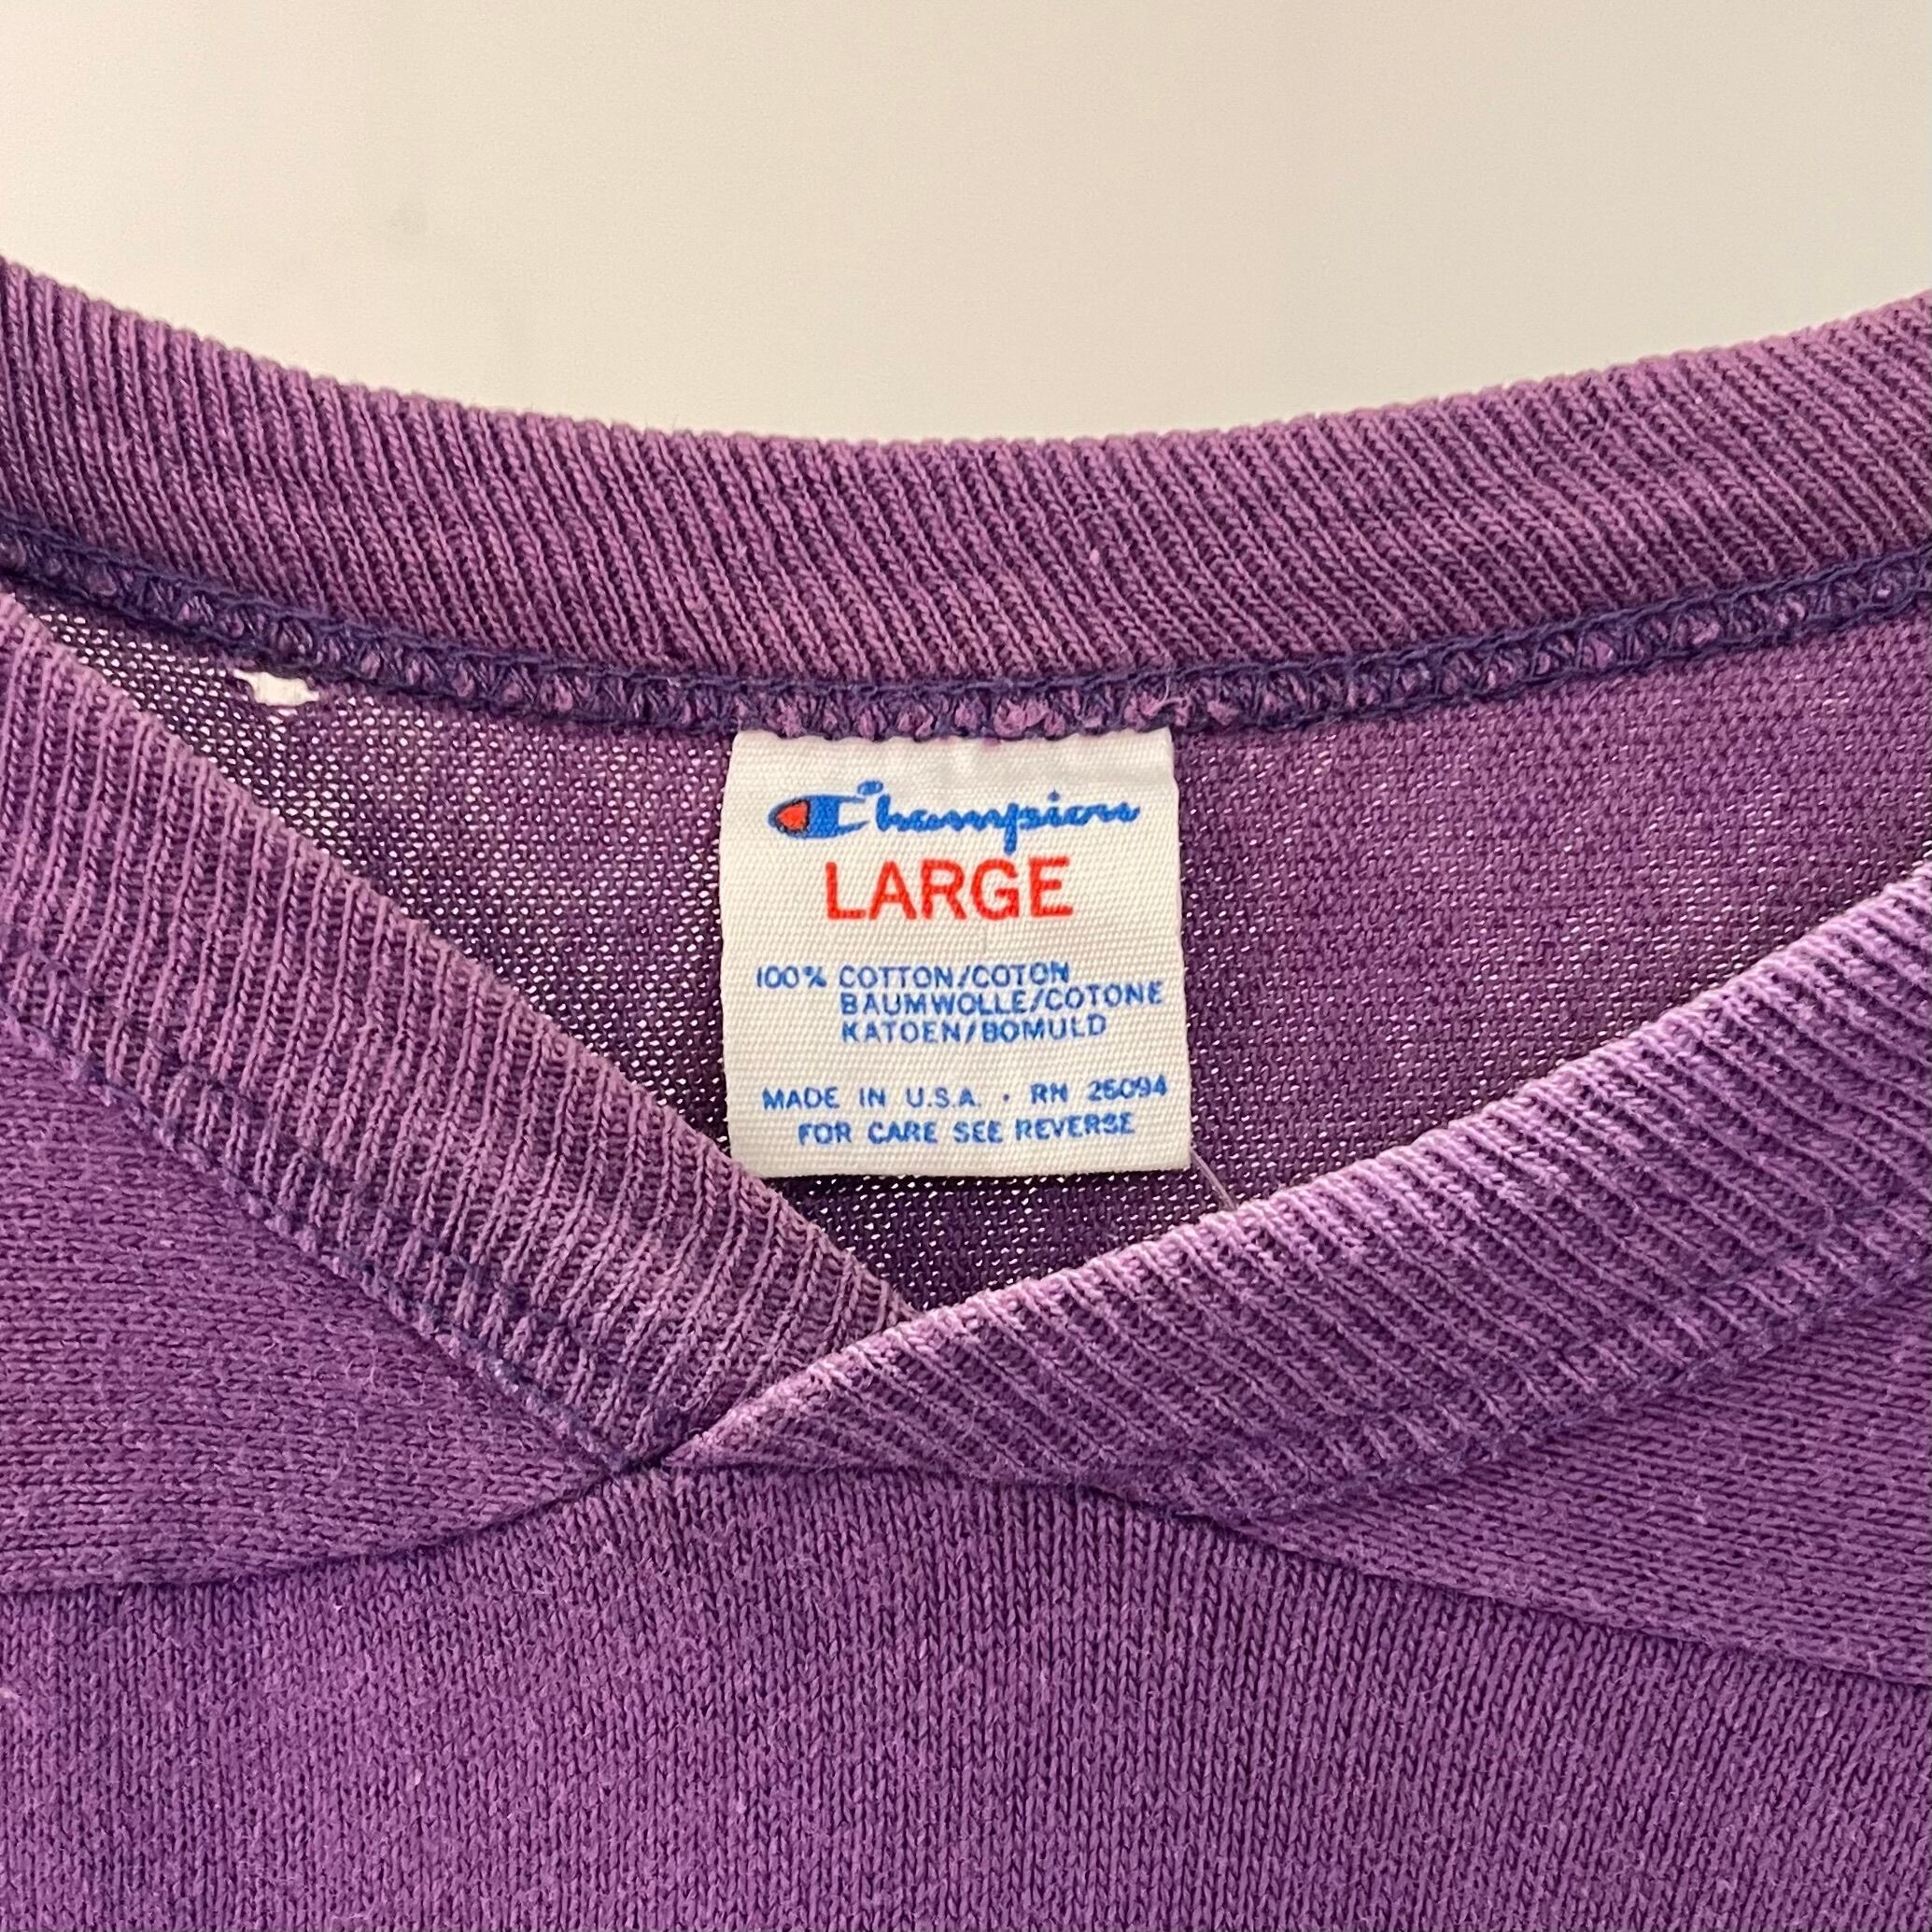 Champion
LARGE
100% COTTON/COTON
BAUMWOLLE/COTONE
KATOEN/BOMULD
MADE IN U.S.A. · RN 26094
FOR CARE SEE REVERSE